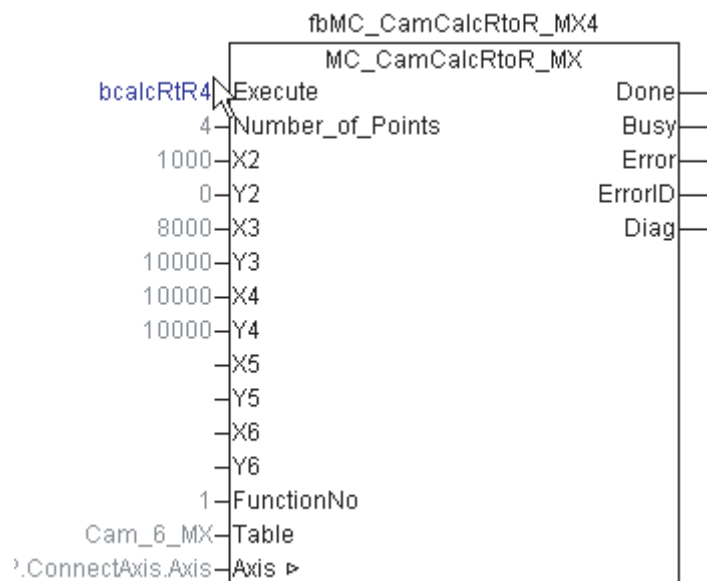 fbMC_CamCalcRtoR_MX4
MC_CamCalcRtoR_MX
bcalcRtR4 Execute Done
4 Number_of_Points Busy
1000 X2 Error
0 Y2 ErrorID
8000 X3 Diag
10000 Y3
10000 X4
10000 Y4
X5
Y5
X6
Y6
1 FunctionNo
Cam_6_MX Table
.ConnectAxis.Axis Axis